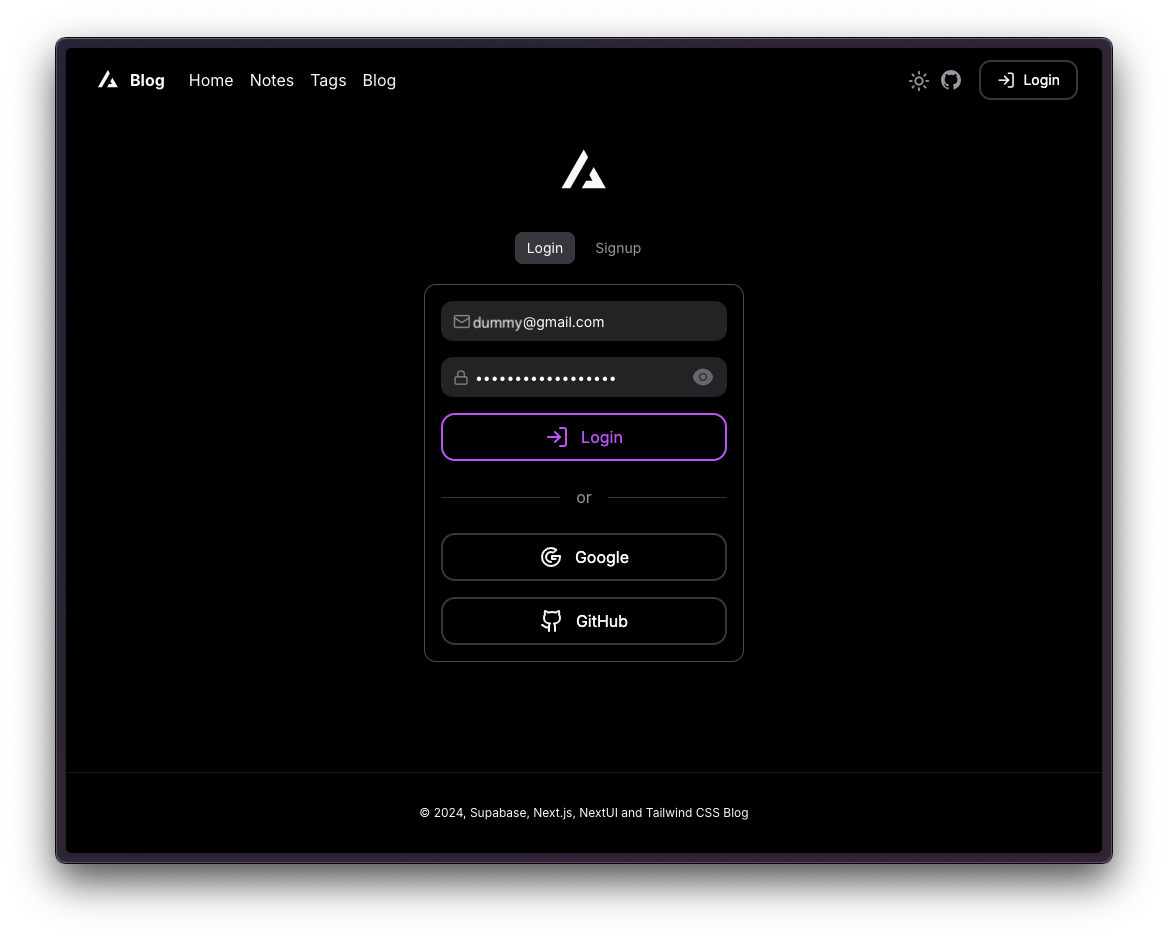 Blog Home Notes Tags Blog Login
Login Signup
dummy@gmail.com
••••••••••••••••••
Login
or
Google
GitHub
© 2024, Supabase, Next.js, NextUI and Tailwind CSS Blog